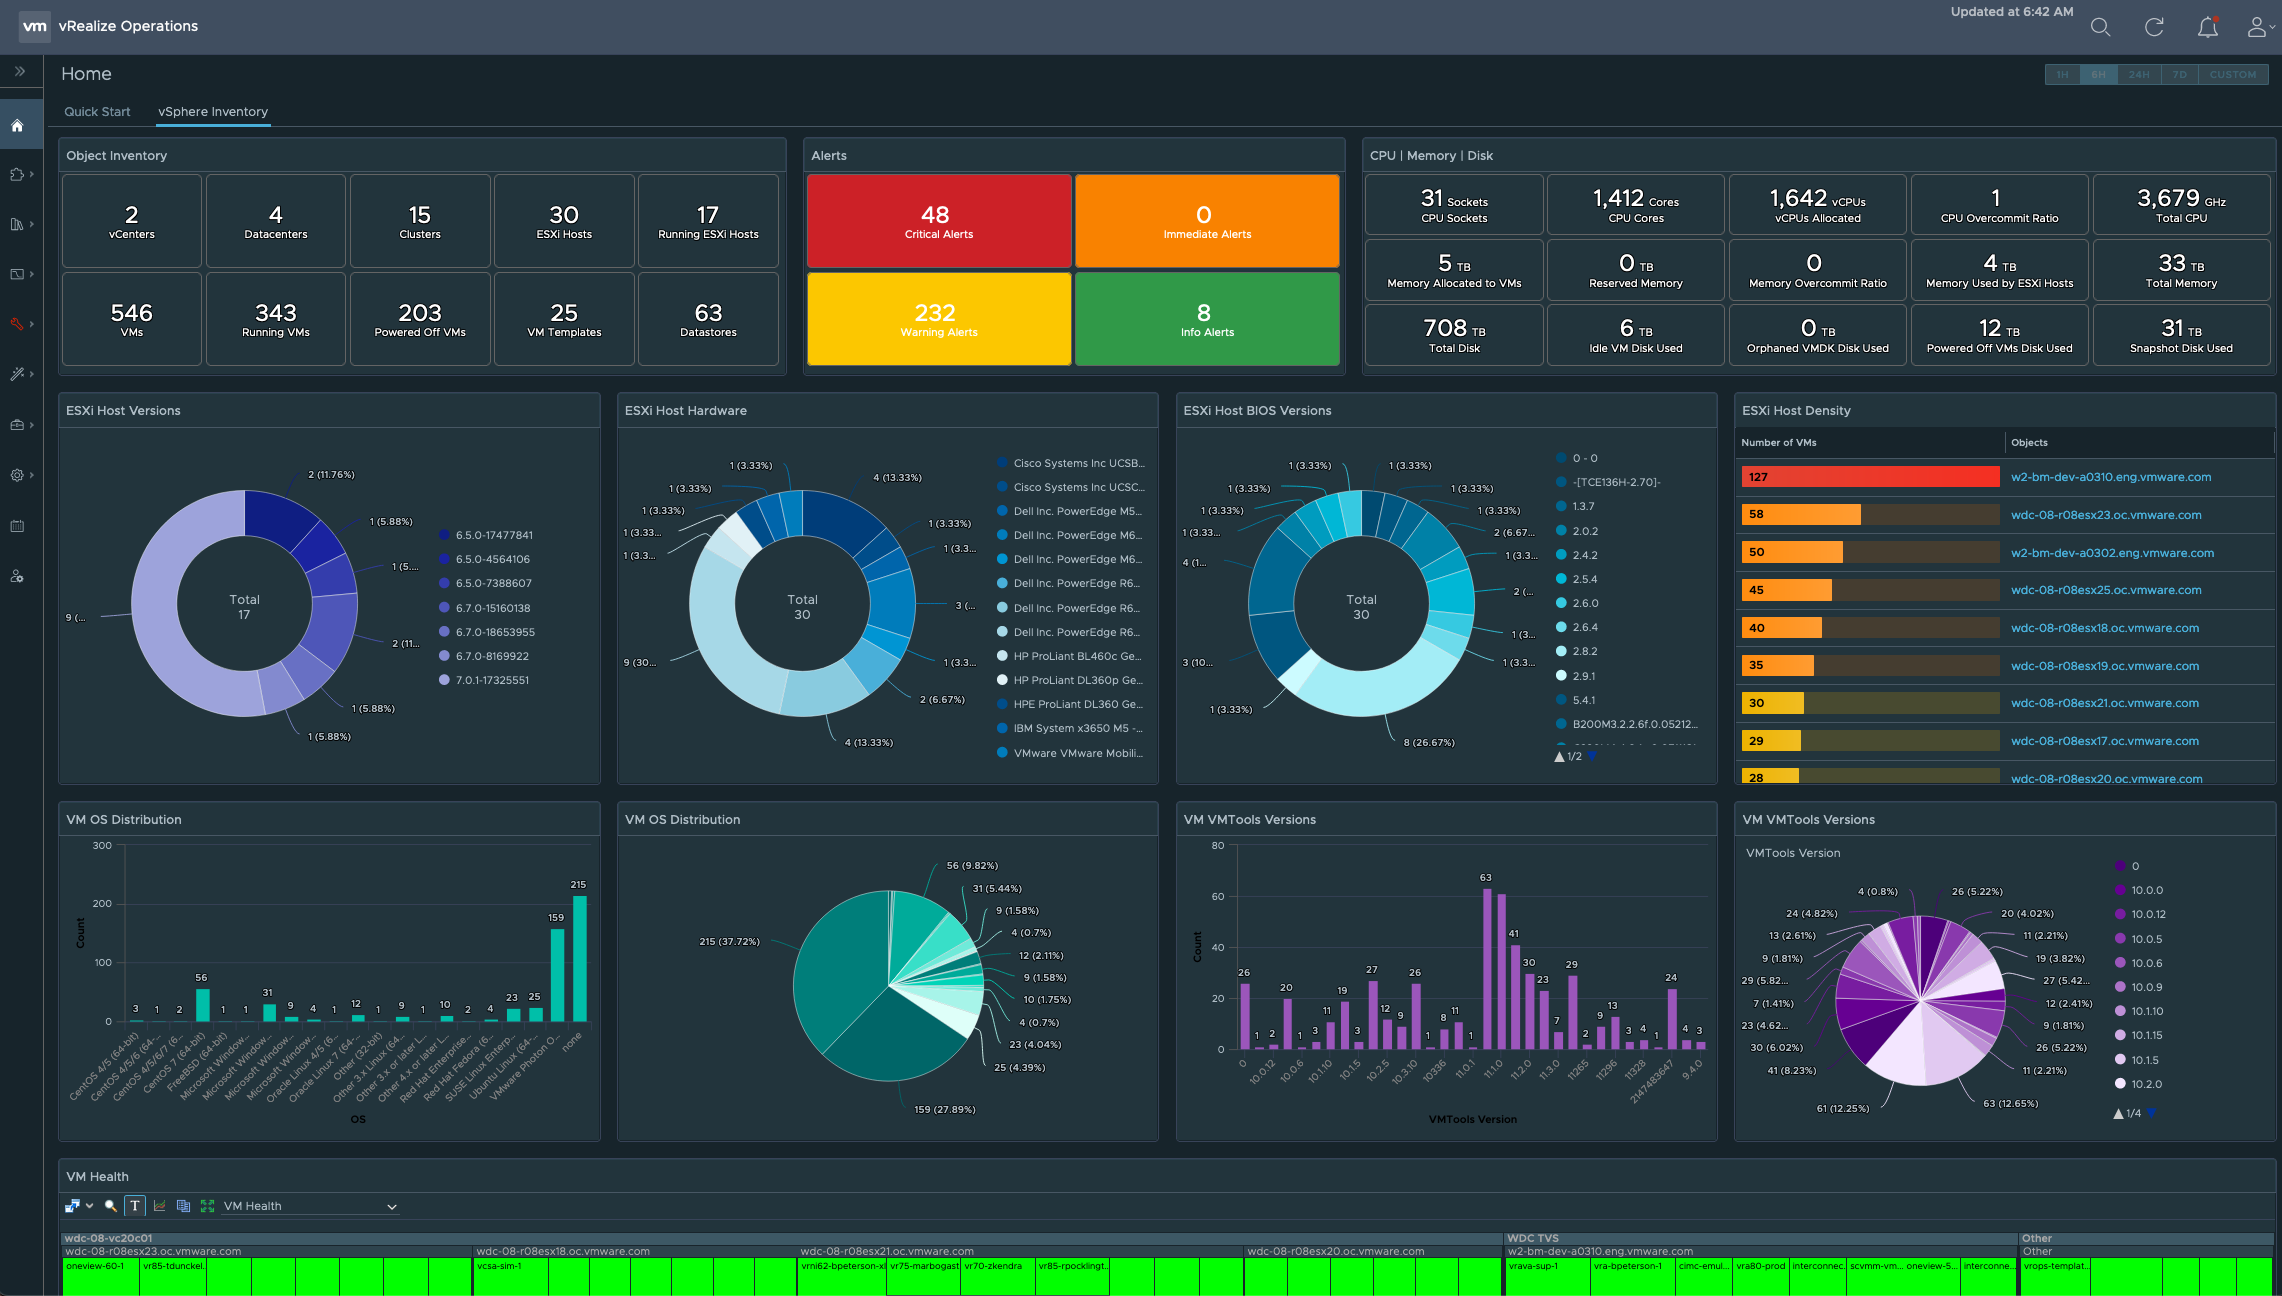 vm vRealize Operations
Updated at 6:42 AM
Home
1H 6H 24H 7D CUSTOM
Quick Start vSphere Inventory
Object Inventory
2
vCenters
4
Datacenters
15
Clusters
30
ESXi Hosts
17
Running ESXi Hosts
546
VMs
343
Running VMs
203
Powered Off VMs
25
VM Templates
63
Datastores
Alerts
48
Critical Alerts
0
Immediate Alerts
232
Warning Alerts
8
Info Alerts
CPU | Memory | Disk
31 Sockets
CPU Sockets
1,412 Cores
CPU Cores
1,642 vCPUs
vCPUs Allocated
1
CPU Overcommit Ratio
3,679 GHz
Total CPU
5 TB
Memory Allocated to VMs
0 TB
Reserved Memory
0
Memory Overcommit Ratio
4 TB
Memory Used by ESXi Hosts
33 TB
Total Memory
708 TB
Total Disk
6 TB
Idle VM Disk Used
0 TB
Orphaned VMDK Disk Used
12 TB
Powered Off VMs Disk Used
31 TB
Snapshot Disk Used
ESXi Host Versions
2 (11.76%)
1 (5.88%)
1 (5....
2 (11...
1 (5.88%)
1 (5.88%)
9 (...
Total
17
6.5.0-17477841
6.5.0-4564106
6.5.0-7388607
6.7.0-15160138
6.7.0-18653955
6.7.0-8169922
7.0.1-17325551
ESXi Host Hardware
1 (3.33%)
1 (3.33%)
1 (3.33%)
1 (3.33...
1 (3.3...
9 (30...
4 (13.33%)
1 (3.33%)
1 (3.3...
3 (...
1 (3.3...
2 (6.67%)
4 (13.33%)
Total
30
Cisco Systems Inc UCSB...
Cisco Systems Inc UCSC...
Dell Inc. PowerEdge M5...
Dell Inc. PowerEdge M6...
Dell Inc. PowerEdge M6...
Dell Inc. PowerEdge R6...
Dell Inc. PowerEdge R6...
Dell Inc. PowerEdge R6...
HP ProLiant BL460c Ge...
HP ProLiant DL360p Ge...
HPE ProLiant DL360 Ge...
IBM System x3650 M5 -...
VMware VMware Mobili...
ESXi Host BIOS Versions
1 (3.33%)
1 (3.33%)
1 (3.33%)
1 (3.33...
4 (1...
3 (10...
1 (3.33%)
1 (3.33%)
1 (3.33%)
1 (3.33%)
2 (6.67...
1 (3.3...
2 (...
1 (3...
1 (3.3...
8 (26.67%)
Total
30
0 - 0
-[TCE136H-2.70]-
1.3.7
2.0.2
2.4.2
2.5.4
2.6.0
2.6.4
2.8.2
2.9.1
5.4.1
B200M3.2.2.6f.0.05212...
1/2
ESXi Host Density
Number of VMs Objects
127 w2-bm-dev-a0310.eng.vmware.com
58 wdc-08-r08esx23.oc.vmware.com
50 w2-bm-dev-a0302.eng.vmware.com
45 wdc-08-r08esx25.oc.vmware.com
40 wdc-08-r08esx18.oc.vmware.com
35 wdc-08-r08esx19.oc.vmware.com
30 wdc-08-r08esx21.oc.vmware.com
29 wdc-08-r08esx17.oc.vmware.com
28 wdc-08-r08esx20.oc.vmware.com
VM OS Distribution
300
200
100
0
Count
3 1 2 56 1 1 31 9 4 1 12 1 9 1 10 2 4 23 25 159 215
CentOS 4/5 (64-bit)
CentOS 4/5/6 (64-...
CentOS 4/5/6/7 (6...
CentOS 7 (64-bit)
FreeBSD (64-bit)
Microsoft Window...
Microsoft Window...
Microsoft Window...
Microsoft Window...
Oracle Linux 4/5 (6...
Oracle Linux 7 (64-...
Other (32-bit)
Other 3.x Linux (64...
Other 3.x or later L...
Other 4.x or later L...
Red Hat Enterprise...
Red Hat Fedora (6...
SUSE Linux Enterp...
Ubuntu Linux (64-...
VMware Photon O...
none
OS
VM OS Distribution
56 (9.82%)
31 (5.44%)
9 (1.58%)
4 (0.7%)
12 (2.11%)
9 (1.58%)
10 (1.75%)
4 (0.7%)
23 (4.04%)
25 (4.39%)
159 (27.89%)
215 (37.72%)
VM VMTools Versions
80
60
40
20
0
Count
26 1 2 20 1 3 11 19 3 27 12 9 26 1 8 11 1 63 41 30 23 7 29 2 9 13 3 4 1 24 4 3
0
10.0.12
10.0.6
10.1.10
10.1.5
10.2.5
10.3.10
10336
11.0.1
11.1.0
11.2.0
11.3.0
11265
11296
11328
2147483647
9.4.0
VMTools Version
VM VMTools Versions
VMTools Version
4 (0.8%)
24 (4.82%)
13 (2.61%)
9 (1.81%)
29 (5.82...
7 (1.41%)
23 (4.62...
30 (6.02%)
41 (8.23%)
61 (12.25%)
26 (5.22%)
20 (4.02%)
11 (2.21%)
19 (3.82%)
27 (5.42...
12 (2.41%)
9 (1.81%)
26 (5.22%)
11 (2.21%)
63 (12.65%)
0
10.0.0
10.0.12
10.0.5
10.0.6
10.0.9
10.1.10
10.1.15
10.1.5
10.2.0
1/4
VM Health
T VM Health
wdc-08-vc20c01 WDC TVS Other
wdc-08-r08esx23.oc.vmware.com wdc-08-r08esx18.oc.vmware.com wdc-08-r08esx21.oc.vmware.com wdc-08-r08esx20.oc.vmware.com w2-bm-dev-a0310.eng.vmware.com Other
oneview-60-1 vr85-tdunckel... vcsa-sim-1 vrni62-bpeterson-xl vr75-marbogast vr70-zkendra vr85-rpocklingt... vrava-sup-1 vra-bpeterson-1 cimc-emul... vra80-prod interconnec... scvmm-vm... oneview-5... interconne... vrops-templat...